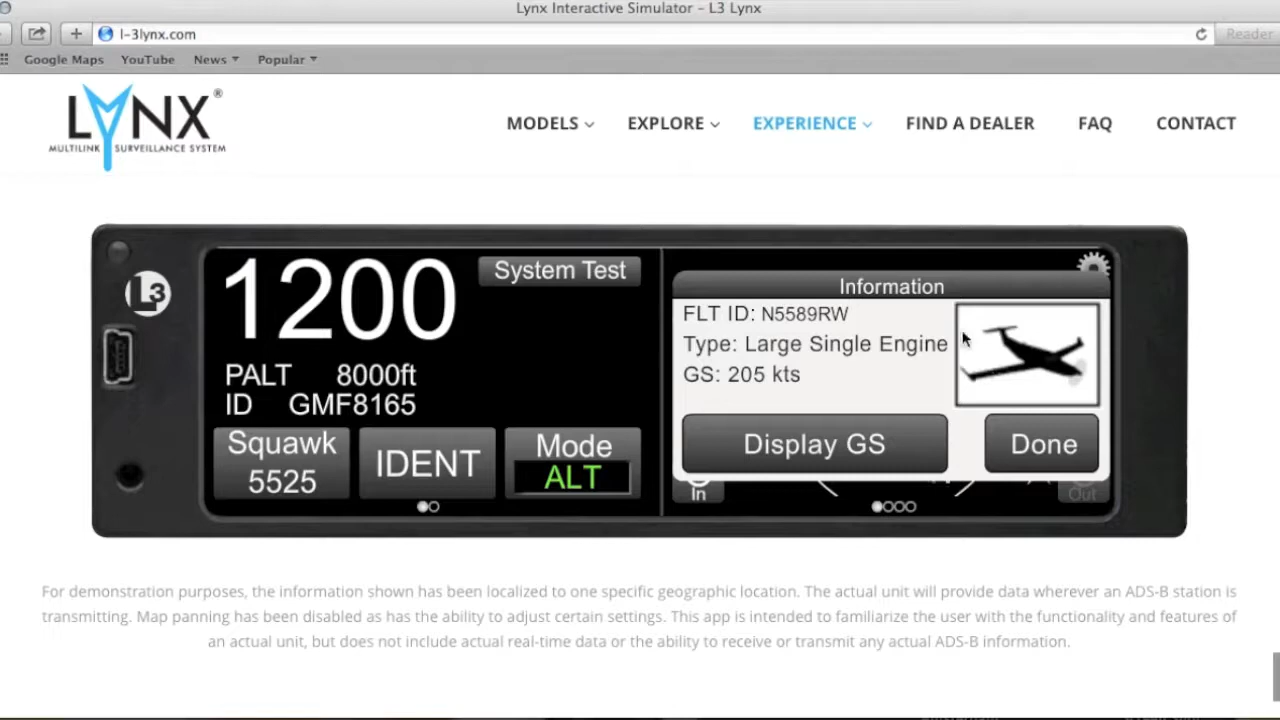 Lynx Interactive Simulator - L3 Lynx
l-3lynx.com
Reader
Google Maps YouTube News Popular
LYNX®
MULTILINK SURVEILLANCE SYSTEM
MODELS EXPLORE EXPERIENCE FIND A DEALER FAQ CONTACT
L3
1200
System Test
PALT 8000ft
ID GMF8165
Squawk
5525
IDENT
Mode
ALT
Information
FLT ID: N5589RW
Type: Large Single Engine
GS: 205 kts
Display GS
Done
In
Out
For demonstration purposes, the information shown has been localized to one specific geographic location. The actual unit will provide data wherever an ADS-B station is
transmitting. Map panning has been disabled as has the ability to adjust certain settings. This app is intended to familiarize the user with the functionality and features of
an actual unit, but does not include actual real-time data or the ability to receive or transmit any actual ADS-B information.